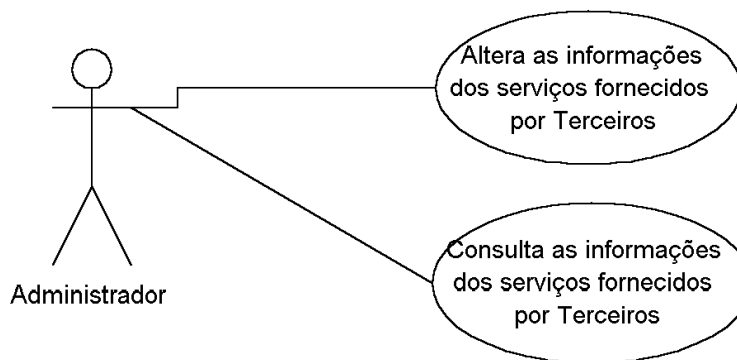 Altera as informações
dos serviços fornecidos
por Terceiros
Consulta as informações
dos serviços fornecidos
por Terceiros
Administrador